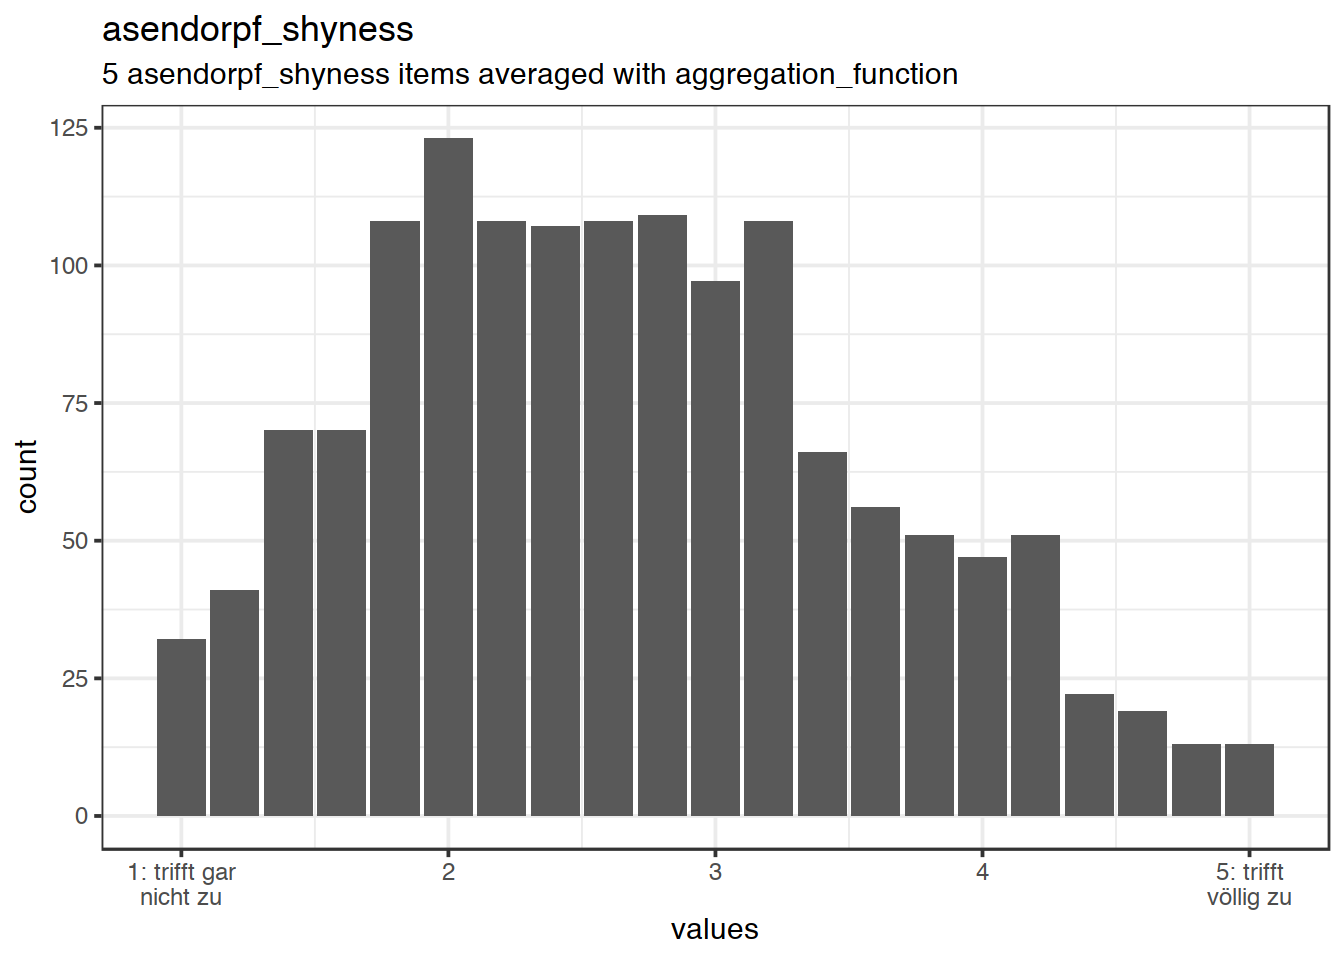 asendorpf_shyness
5 asendorpf_shyness items averaged with aggregation_function
125
100
75
50
25
0
count
1: trifft gar
nicht zu
2
3
4
5: trifft
völlig zu
values